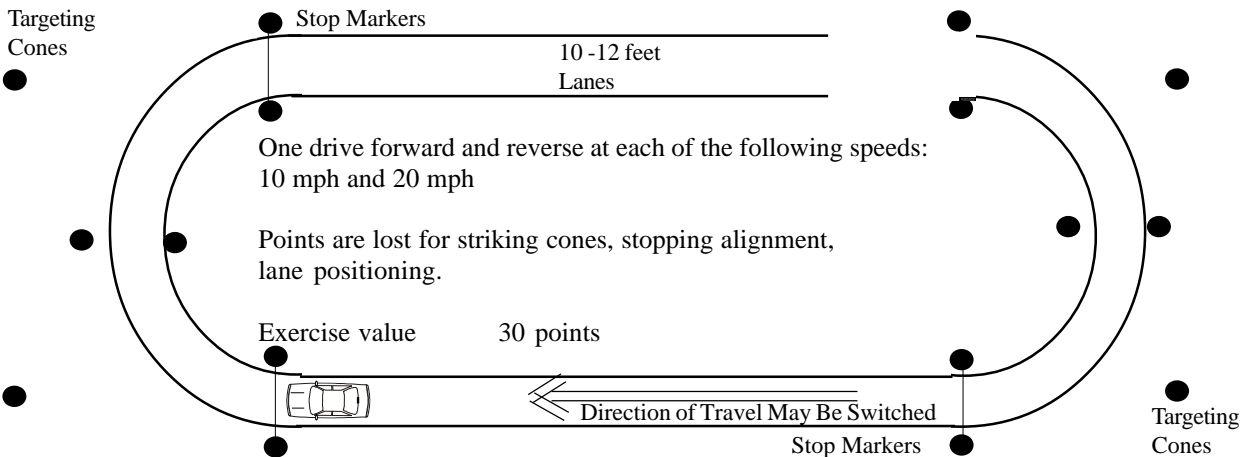 Targeting
Cones
Stop Markers
10 -12 feet
Lanes
One drive forward and reverse at each of the following speeds:
10 mph and 20 mph
Points are lost for striking cones, stopping alignment,
lane positioning.
Exercise value 30 points
Direction of Travel May Be Switched
Stop Markers
Targeting
Cones